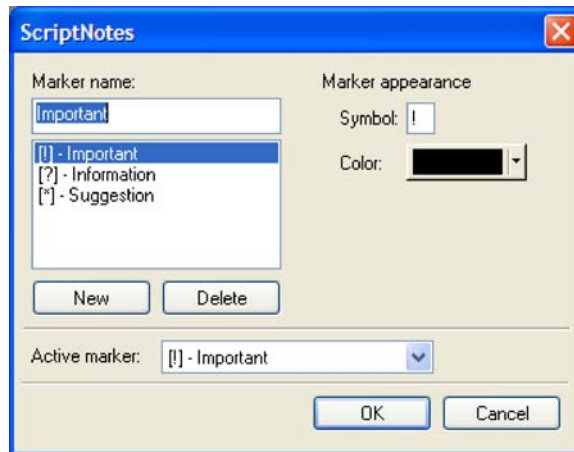 ScriptNotes
Marker name:
Important
[!] - Important
[?] - Information
[*] - Suggestion
New
Delete
Marker appearance
Symbol: !
Color:
Active marker: [!] - Important
OK
Cancel